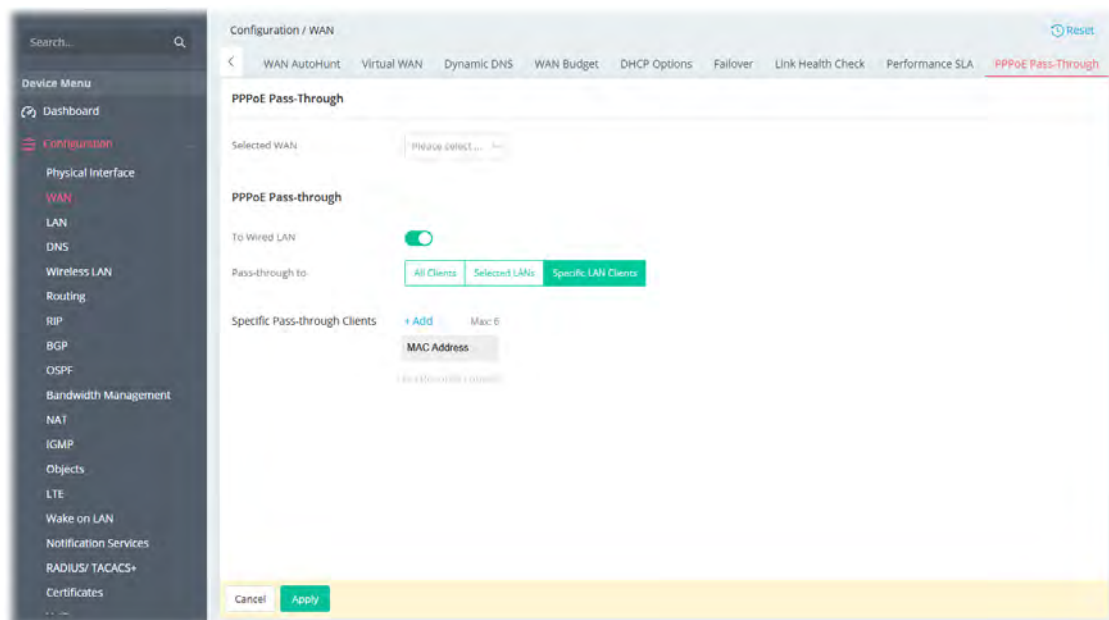 Search...
Device Menu
Dashboard
Configuration
Physical Interface
WAN
LAN
DNS
Wireless LAN
Routing
RIP
BGP
OSPF
Bandwidth Management
NAT
IGMP
Objects
LTE
Wake on LAN
Notification Services
RADIUS/ TACACS+
Certificates
Configuration / WAN
Reset
WAN AutoHunt Virtual WAN Dynamic DNS WAN Budget DHCP Options Failover Link Health Check Performance SLA PPPoE Pass-Through
PPPoE Pass-Through
Selected WAN Please select ...
PPPoE Pass-through
To Wired LAN
Pass-through to All Clients Selected LANs Specific LAN Clients
Specific Pass-through Clients + Add Max: 6
MAC Address
Cancel Apply